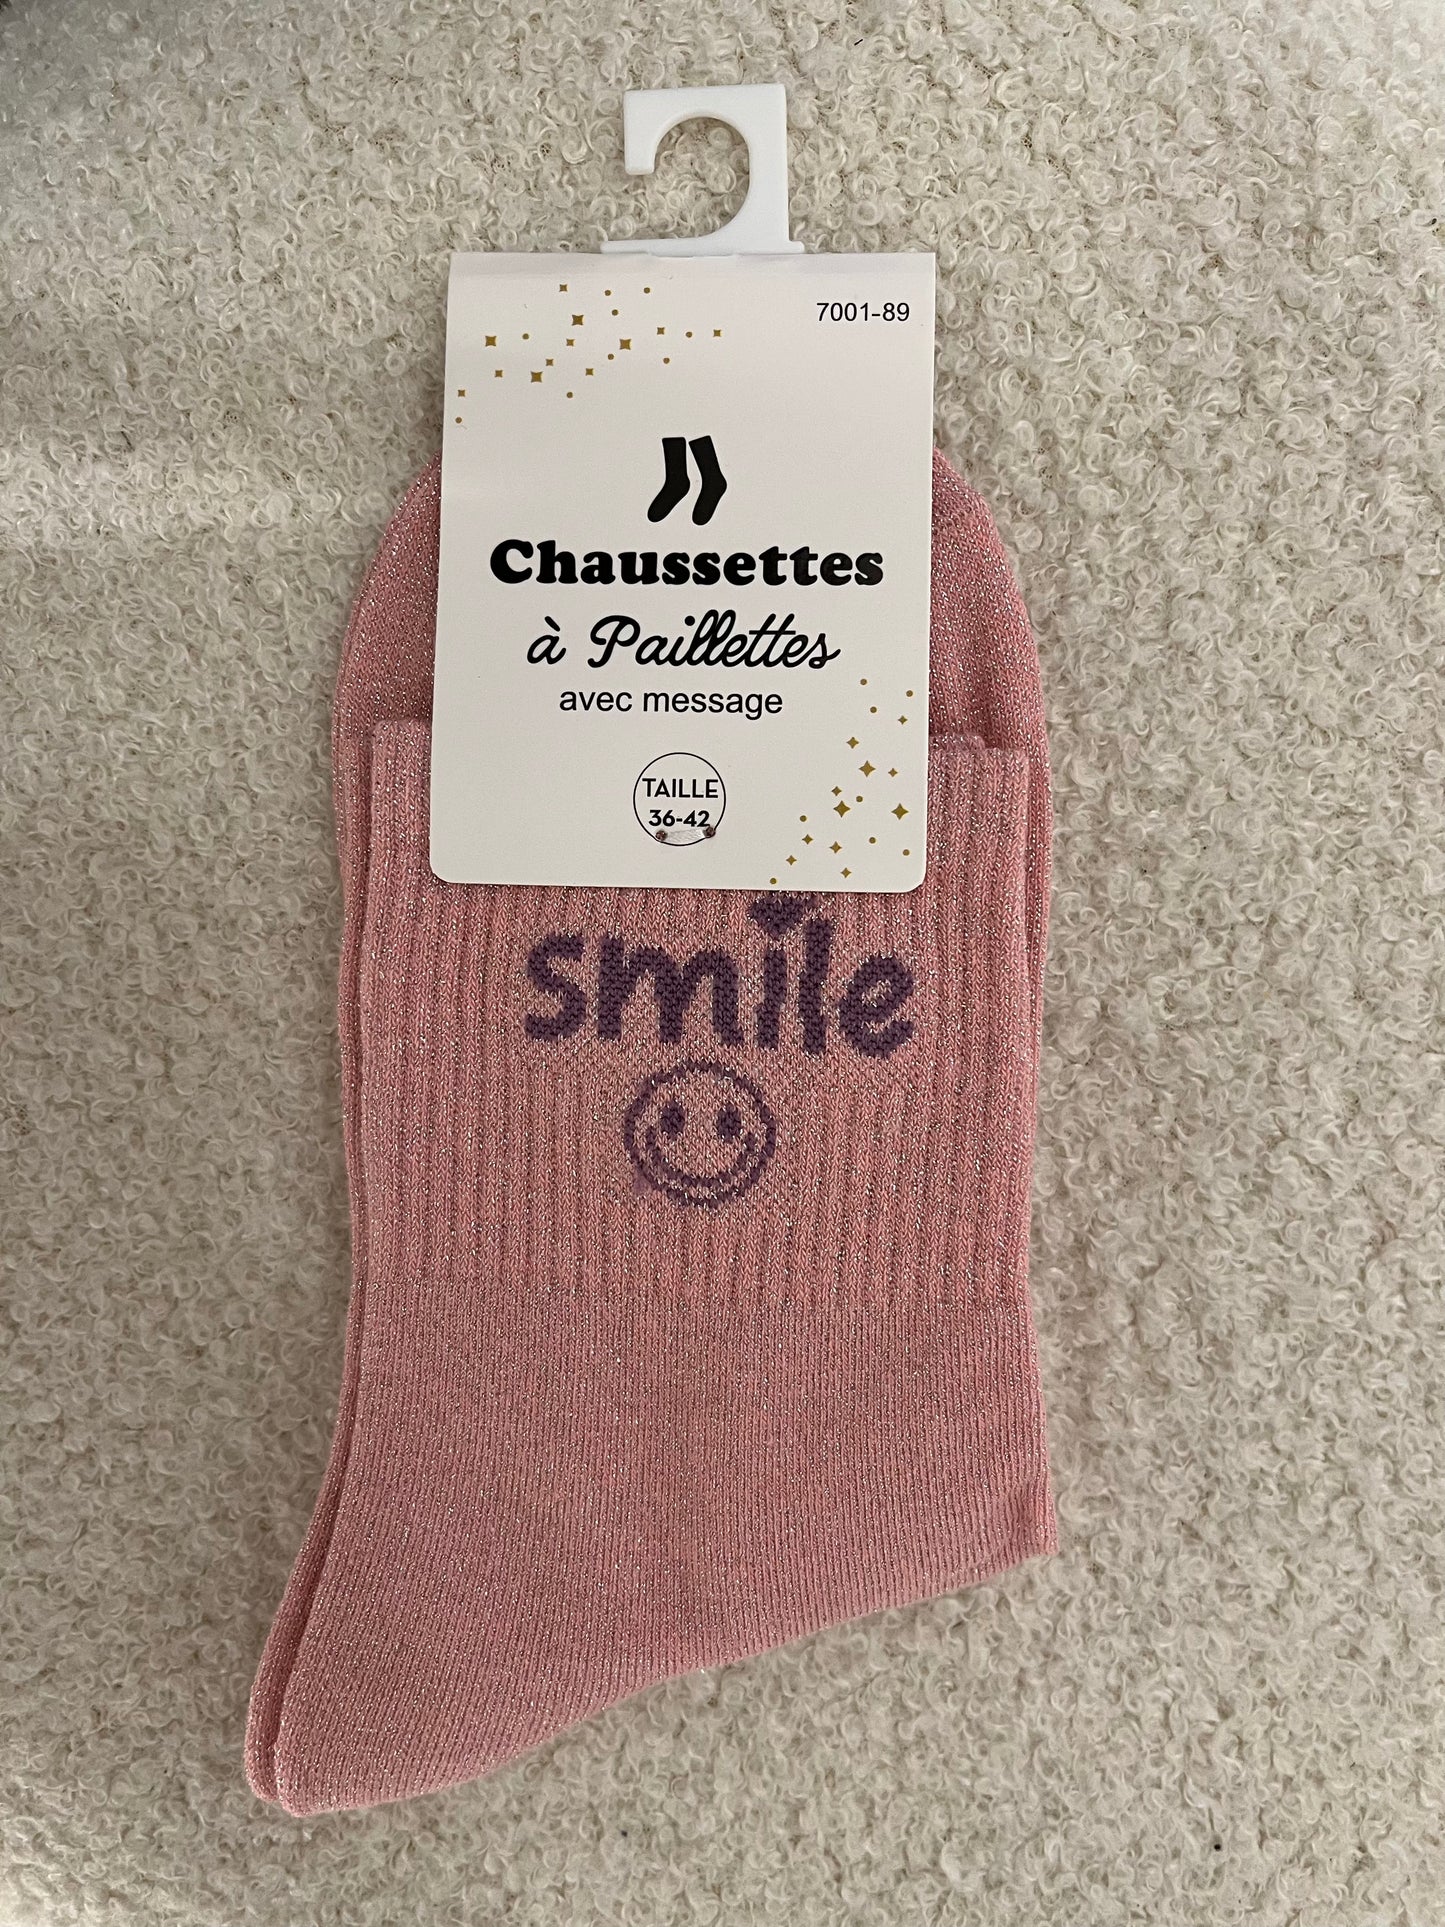 7001-89
Chaussettes
à Paillettes
avec message
TAILLE
36-42
smile